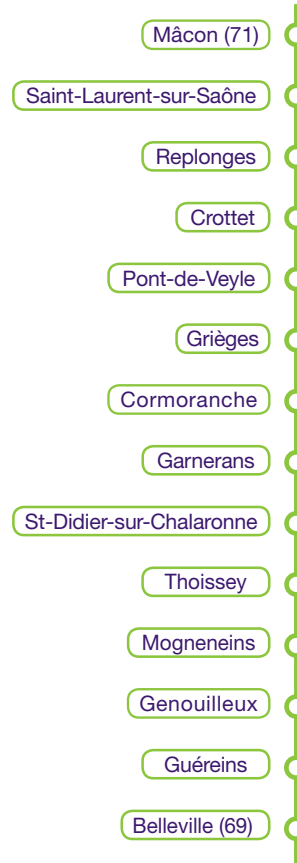 Mâcon (71)
Saint-Laurent-sur-Saône
Replonges
Crottet
Pont-de-Veyle
Grièges
Cormoranche
Garnerans
St-Didier-sur-Chalaronne
Thoissey
Mogneneins
Genouilleux
Guéreins
Belleville (69)